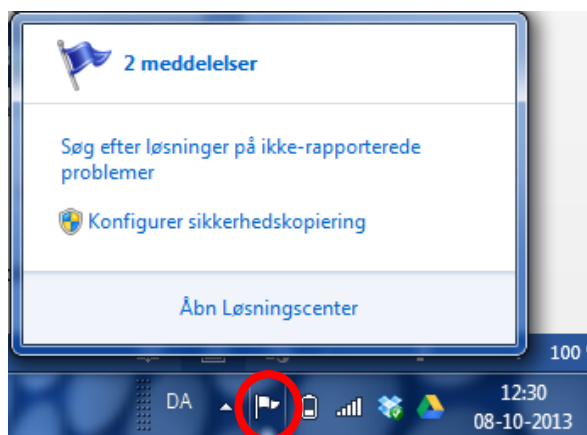 2 meddelelser
Søg efter løsninger på ikke-rapporterede
problemer
Konfigurer sikkerhedskopiering
Åbn Løsningscenter
100
DA
12:30
08-10-2013